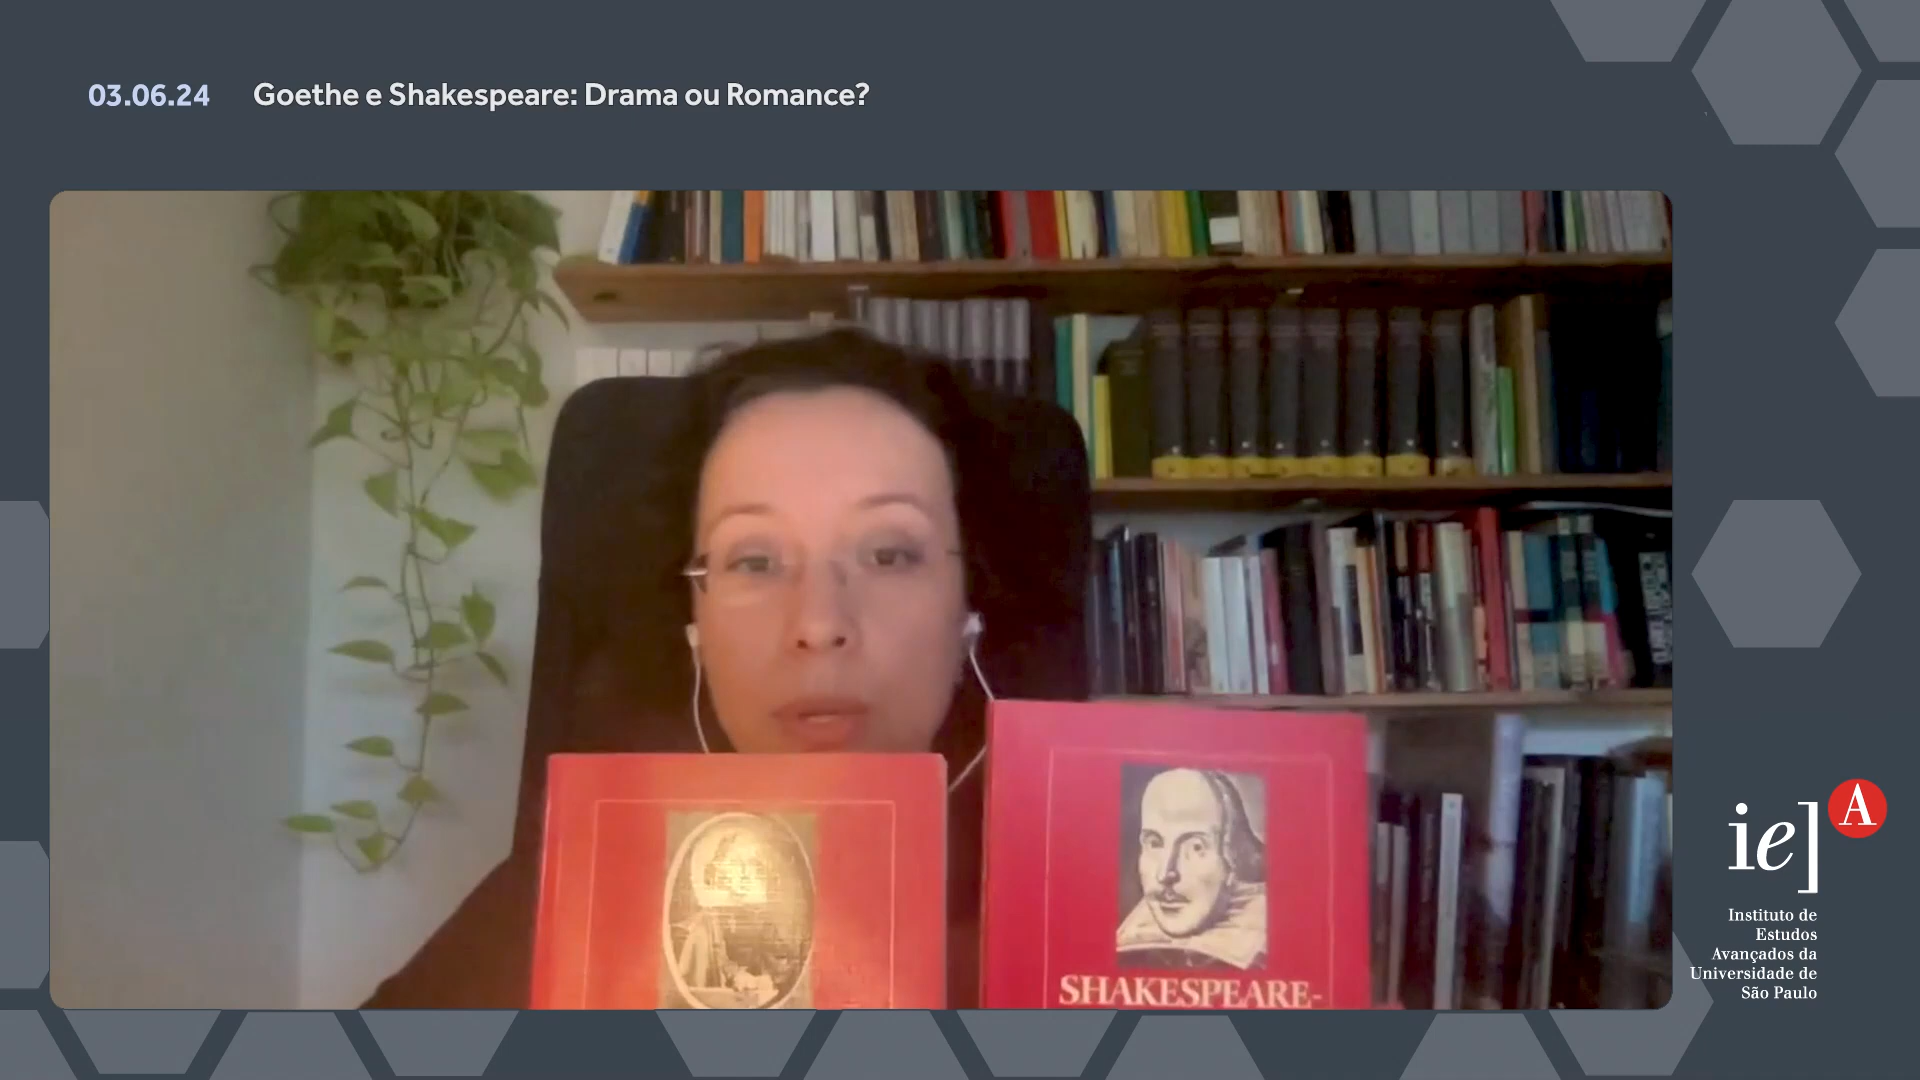 03.06.24 Goethe e Shakespeare: Drama ou Romance?
SHAKESPEARE-
ie]A
Instituto de
Estudos
Avançados da
Universidade de
São Paulo